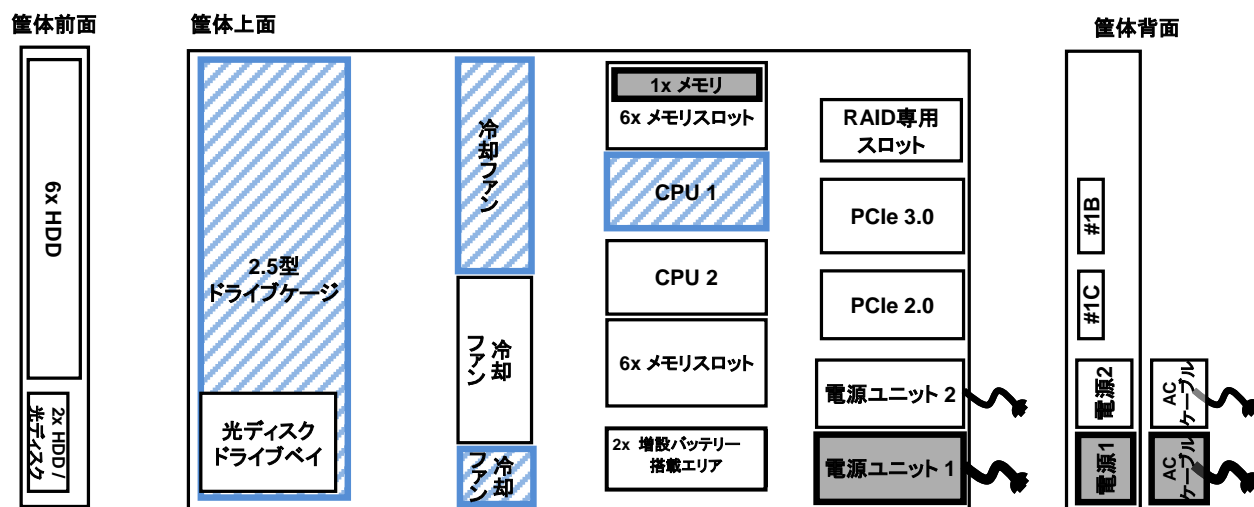 筐体前面
6x HDD
2x HDD /
光ディスク
筐体上面
2.5型
ドライブケージ
光ディスク
ドライブベイ
冷却ファン
冷却
ファン
冷却
ファン
1x メモリ
6x メモリスロット
CPU 1
CPU 2
6x メモリスロット
2x 増設バッテリー
搭載エリア
RAID専用
スロット
PCIe 3.0
PCIe 2.0
電源ユニット 2
電源ユニット 1
筐体背面
#1B
#1C
電源2
AC
ケーブル
電源1
AC
ケーブル